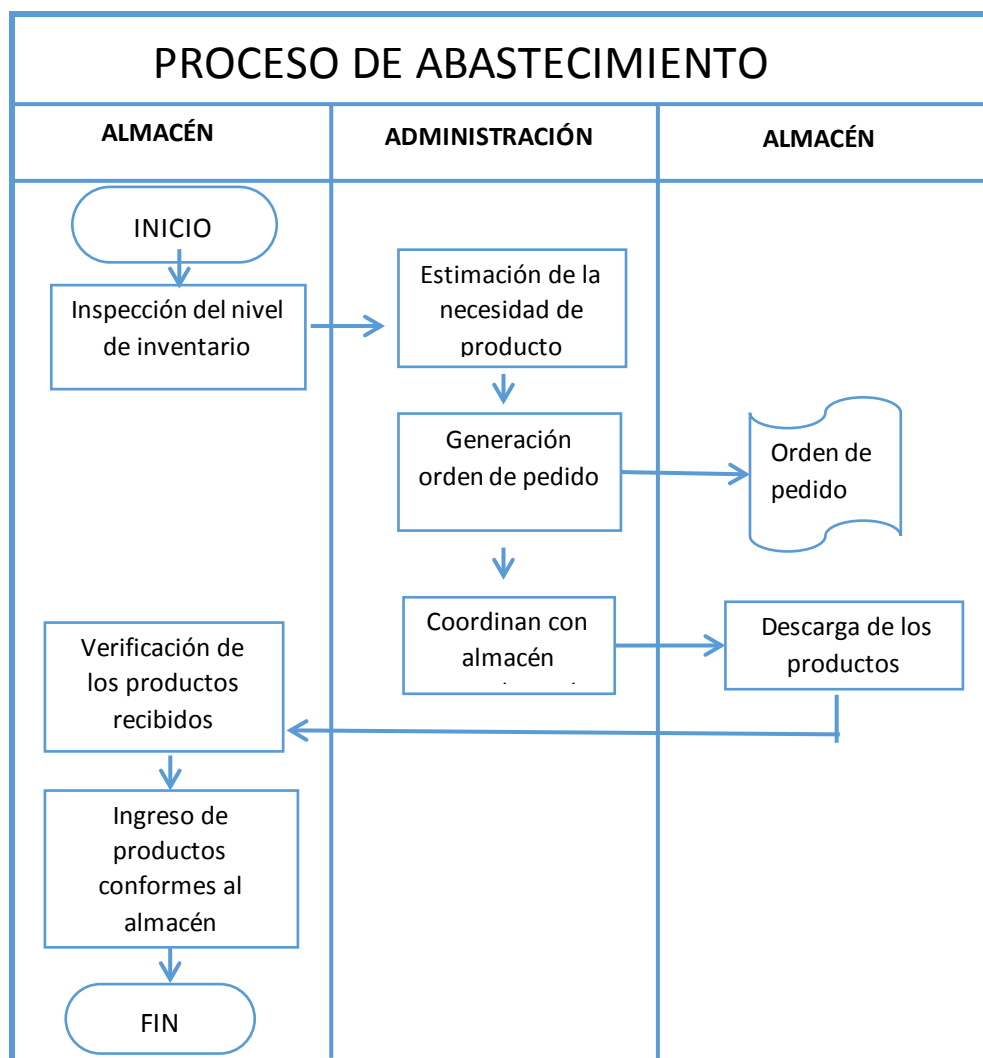 PROCESO DE ABASTECIMIENTO
ALMACÉN
ADMINISTRACIÓN
ALMACÉN
INICIO
Inspección del nivel
de inventario
Estimación de la
necesidad de
producto
Generación
orden de pedido
Orden de
pedido
Coordinan con
almacén
Descarga de los
productos
Verificación de
los productos
recibidos
Ingreso de
productos
conformes al
almacén
FIN